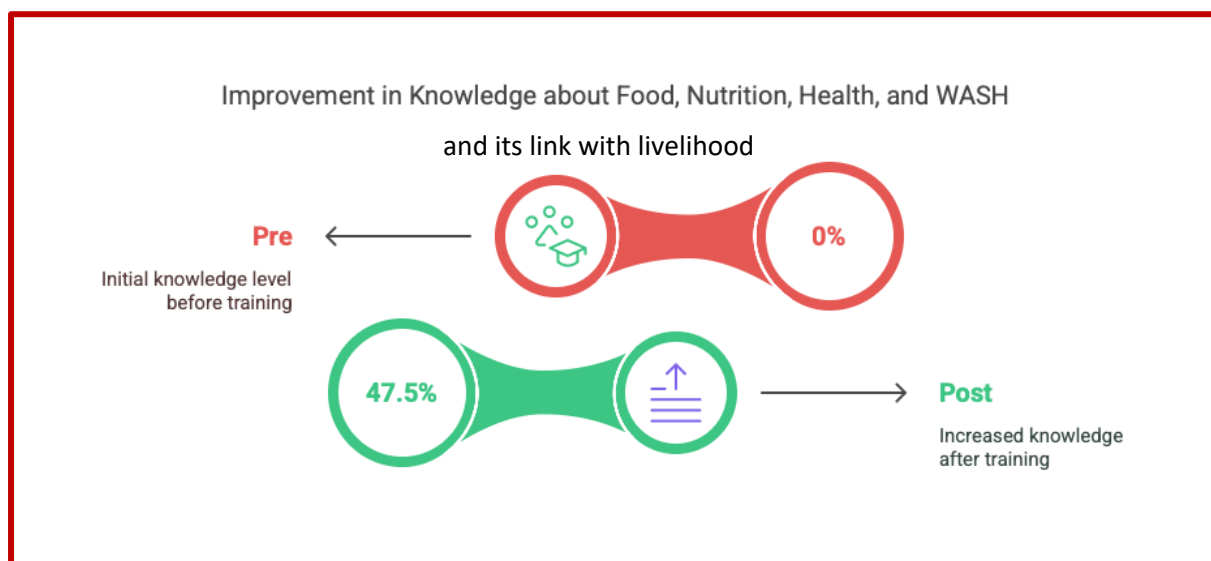 Improvement in Knowledge about Food, Nutrition, Health, and WASH
and its link with livelihood
Pre
Initial knowledge level
before training
0%
47.5%
Post
Increased knowledge
after training